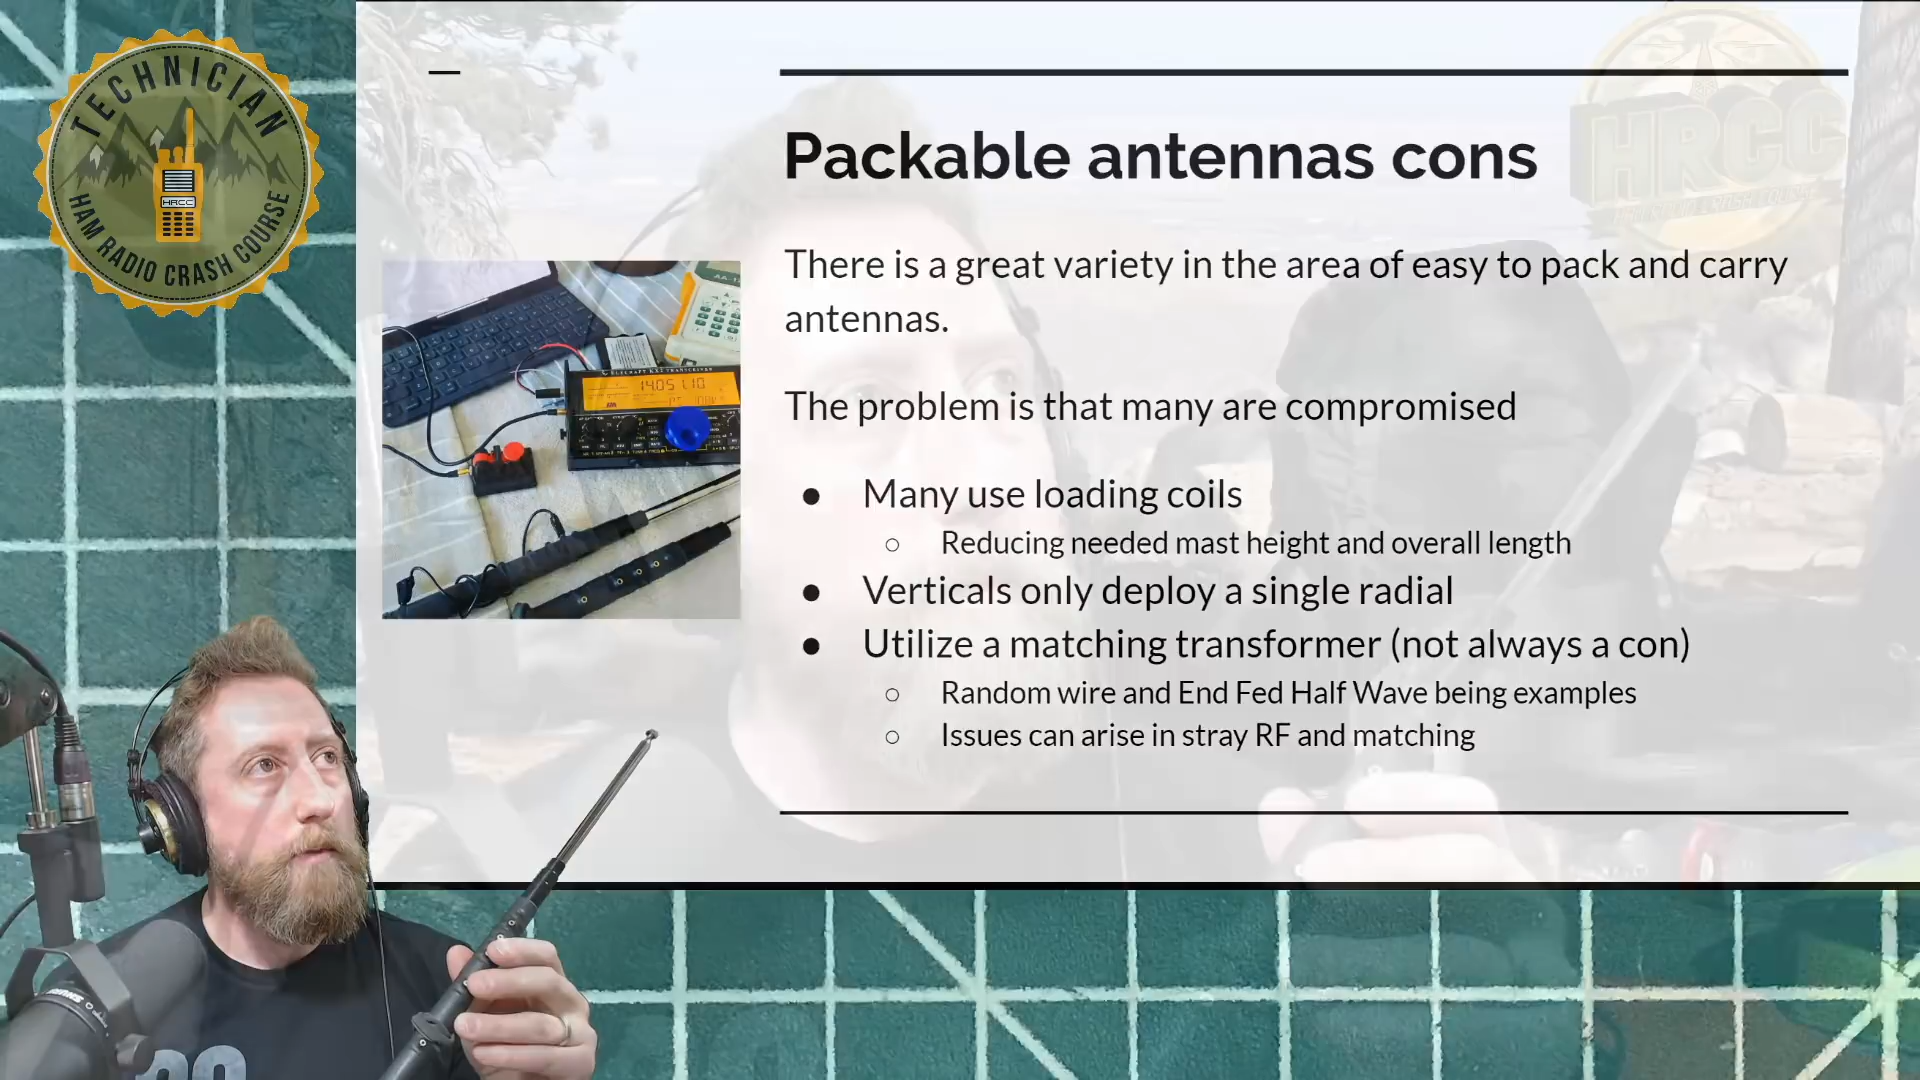 TECHNICIAN
HRCC
HAM RADIO CRASH COURSE
HRCC
Packable antennas cons
There is a great variety in the area of easy to pack and carry
antennas.
The problem is that many are compromised
● Many use loading coils
○ Reducing needed mast height and overall length
● Verticals only deploy a single radial
● Utilize a matching transformer (not always a con)
○ Random wire and End Fed Half Wave being examples
○ Issues can arise in stray RF and matching